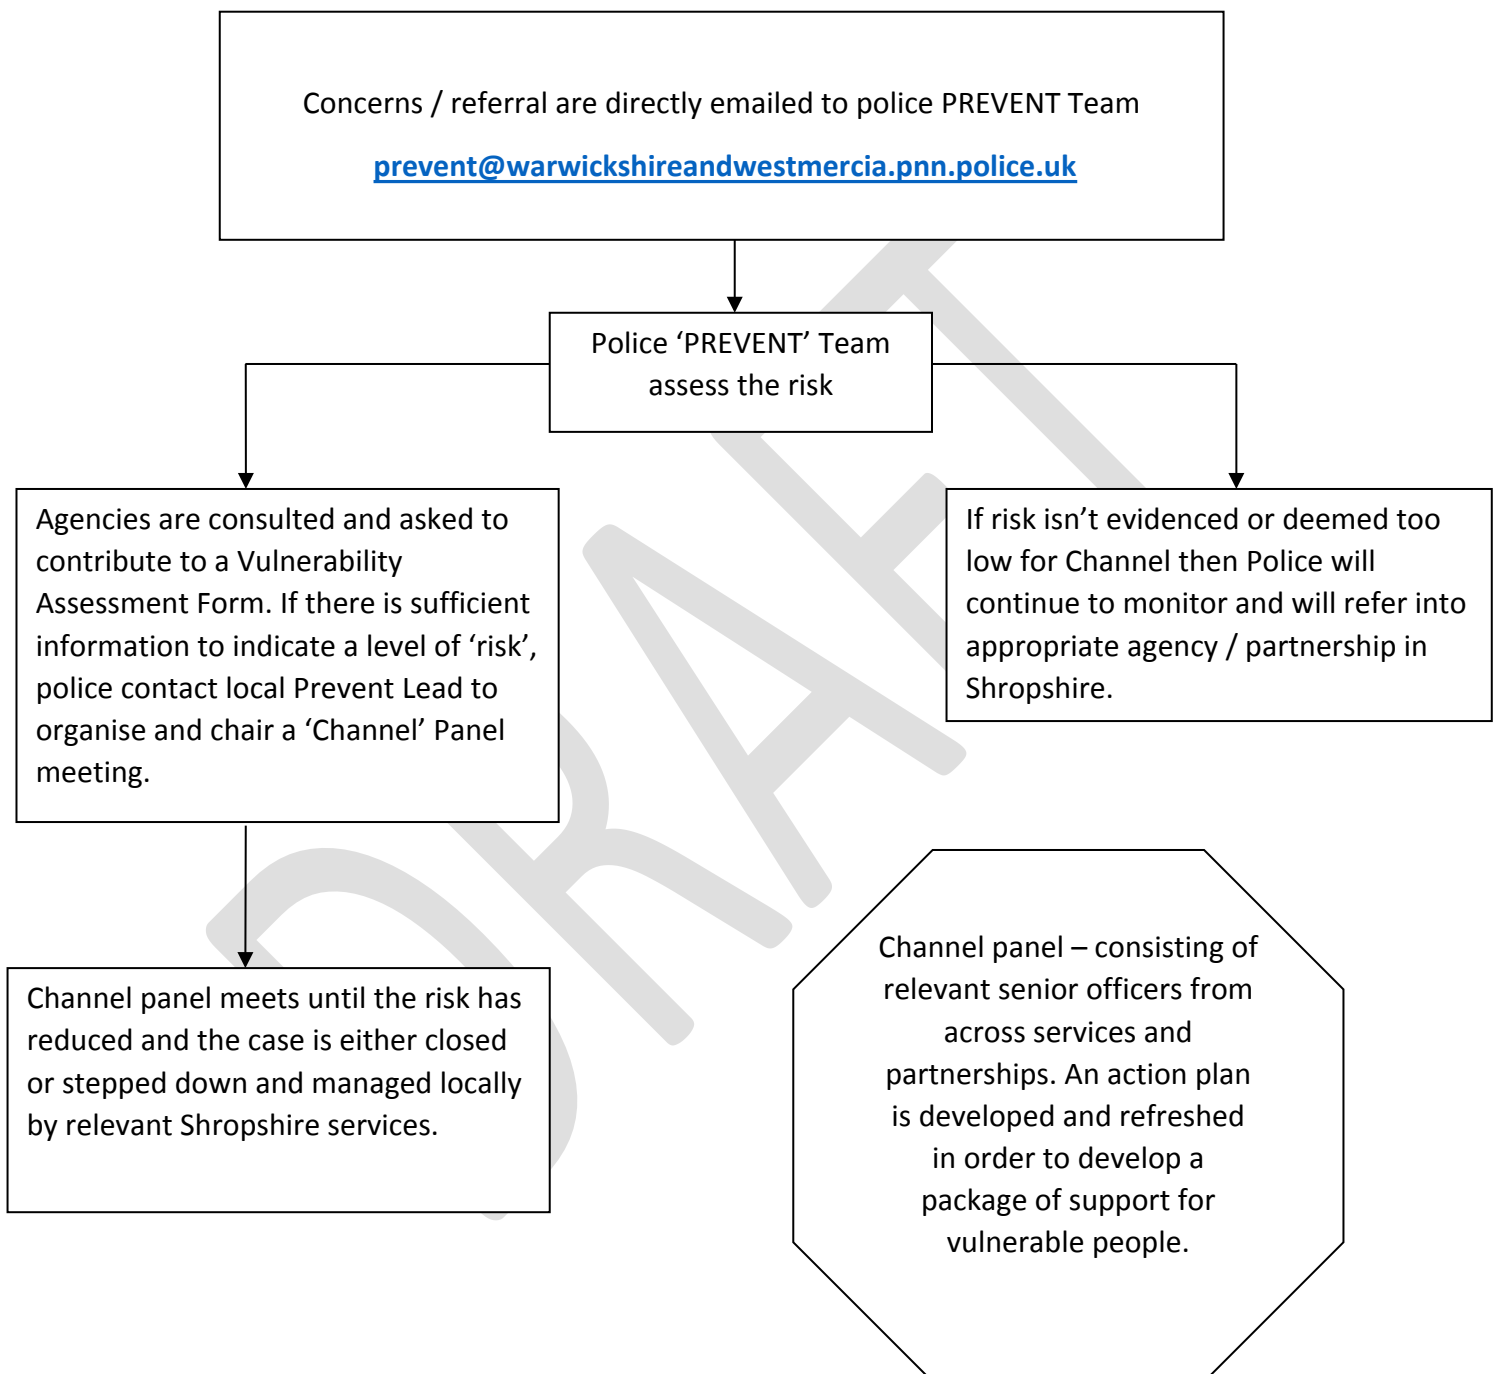 Concerns / referral are directly emailed to police PREVENT Team
prevent@warwickshireandwestmercia.pnn.police.uk
Police ‘PREVENT’ Team
assess the risk
Agencies are consulted and asked to
contribute to a Vulnerability
Assessment Form. If there is sufficient
information to indicate a level of ‘risk’,
police contact local Prevent Lead to
organise and chair a ‘Channel’ Panel
meeting.
If risk isn’t evidenced or deemed too
low for Channel then Police will
continue to monitor and will refer into
appropriate agency / partnership in
Shropshire.
Channel panel meets until the risk has
reduced and the case is either closed
or stepped down and managed locally
by relevant Shropshire services.
Channel panel – consisting of
relevant senior officers from
across services and
partnerships. An action plan
is developed and refreshed
in order to develop a
package of support for
vulnerable people.
DRAFT